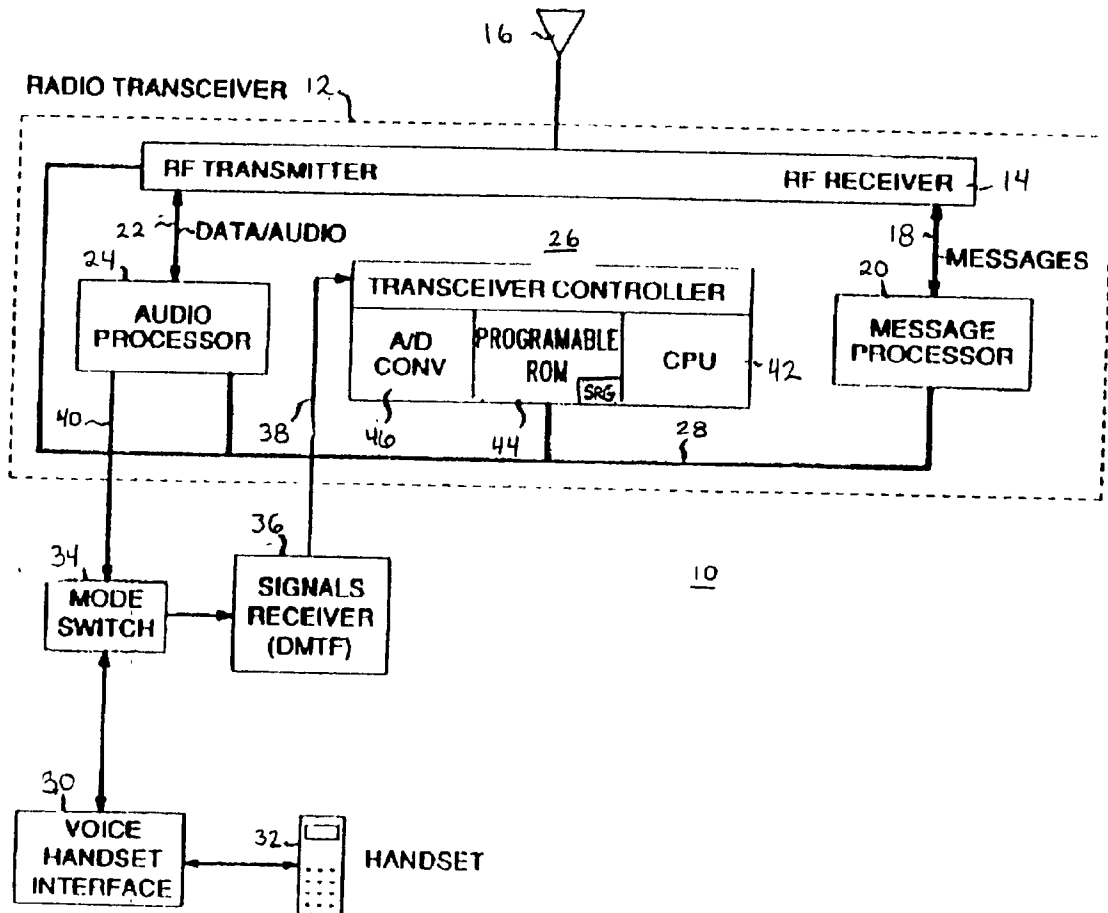 16
RADIO TRANSCEIVER 12
RF TRANSMITTER
RF RECEIVER
14
22
DATA/AUDIO
18
MESSAGES
24
AUDIO
PROCESSOR
26
TRANSCEIVER CONTROLLER
A/D
CONV
PROGRAMABLE
ROM
SRG
CPU
42
20
MESSAGE
PROCESSOR
40
38
46
44
28
34
MODE
SWITCH
36
SIGNALS
RECEIVER
(DMTF)
10
30
VOICE
HANDSET
INTERFACE
32
HANDSET